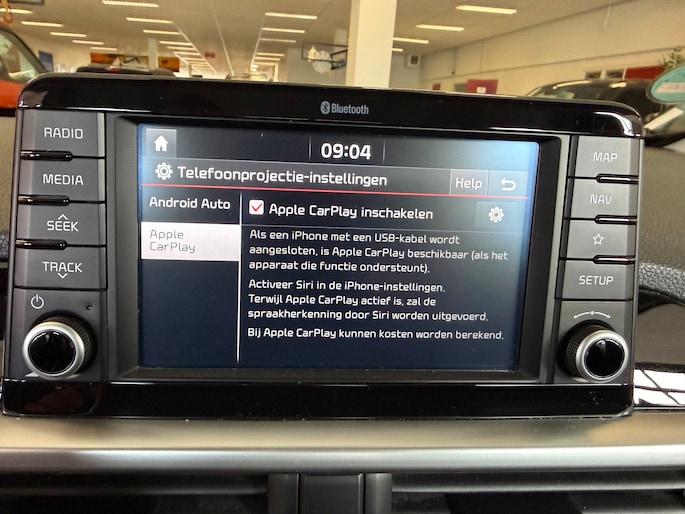 Bluetooth
RADIO
MEDIA
SEEK
TRACK
09:04
Telefoonprojectie-instellingen
Help
Android Auto
Apple CarPlay inschakelen
Apple
CarPlay
Als een iPhone met een USB-kabel wordt
aangesloten, is Apple CarPlay beschikbaar (als het
apparaat die functie ondersteunt).
Activeer Siri in de iPhone-instellingen.
Terwijl Apple CarPlay actief is, zal de
spraakherkenning door Siri worden uitgevoerd.
Bij Apple CarPlay kunnen kosten worden berekend.
MAP
NAV
SETUP